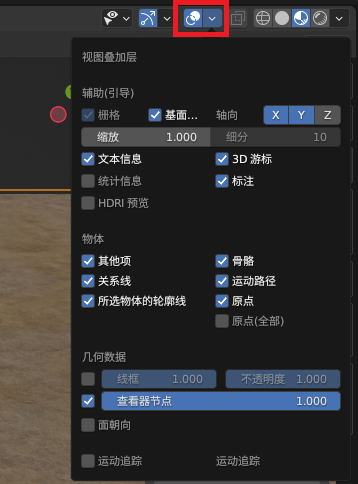 视图叠加层
辅助(引导)
栅格 基面... 轴向 X Y Z
缩放 1.000 细分 10
文本信息 3D 游标
统计信息 标注
HDRI 预览
物体
其他项 骨骼
关系线 运动路径
所选物体的轮廓线 原点
原点(全部)
几何数据
线框 1.000 不透明度 1.000
查看器节点 1.000
面朝向
运动追踪 运动追踪